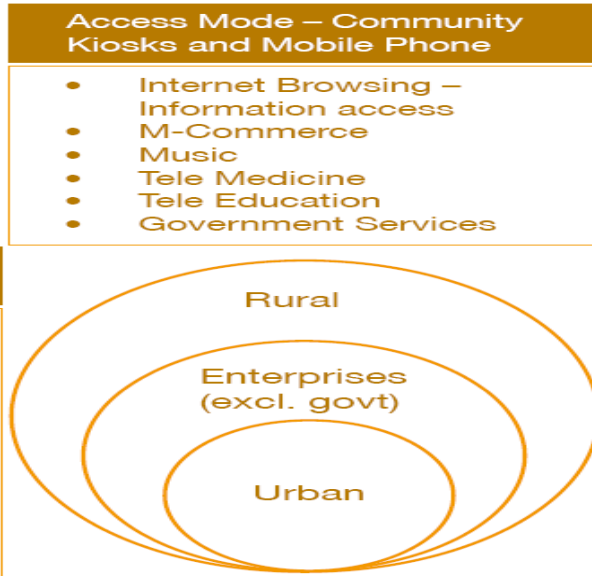 Access Mode – Community
Kiosks and Mobile Phone
• Internet Browsing –
Information access
• M-Commerce
• Music
• Tele Medicine
• Tele Education
• Government Services
Rural
Enterprises
(excl. govt)
Urban